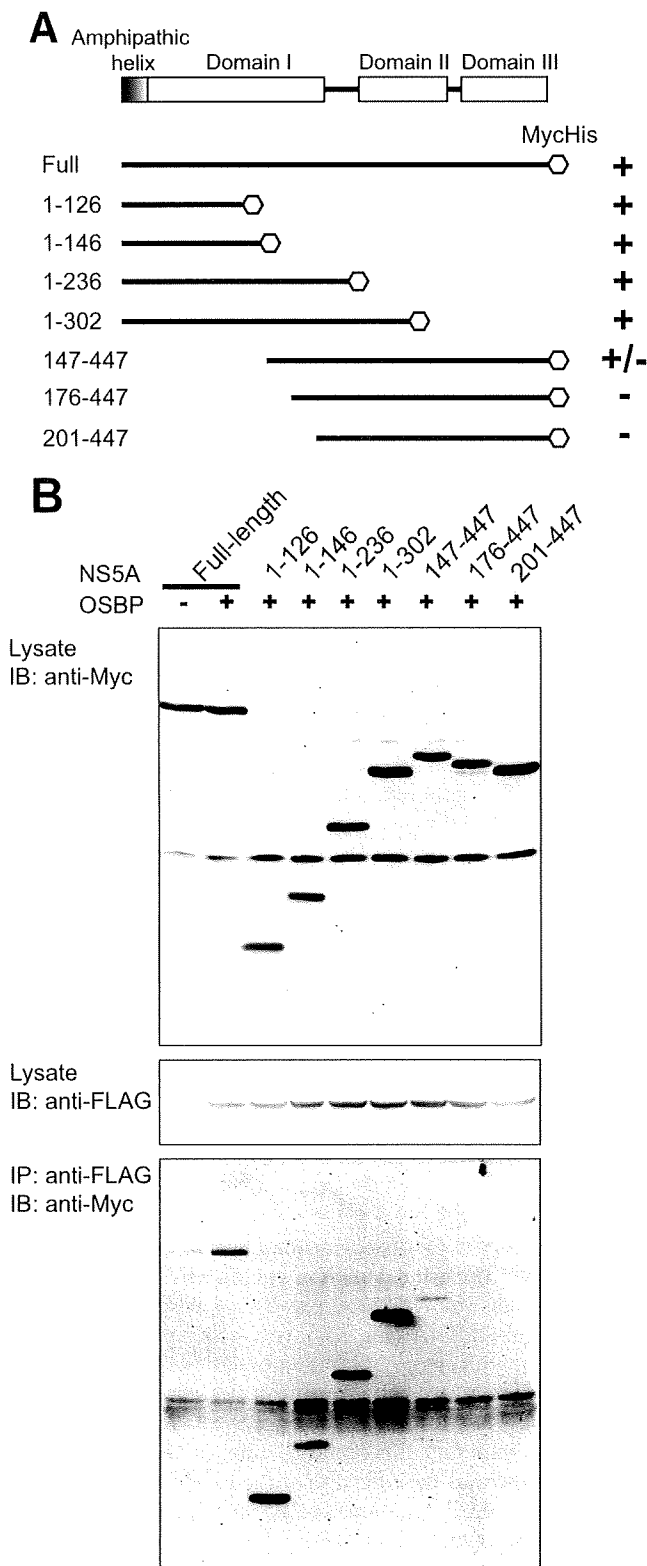 A
Amphipathic
helix Domain I Domain II Domain III
MycHis
Full +
1-126 +
1-146 +
1-236 +
1-302 +
147-447 +/-
176-447 -
201-447 -
B
NS5A Full-length 1-126 1-146 1-236 1-302 147-447 176-447 201-447
OSBP - + + + + + + + +
Lysate
IB: anti-Myc
Lysate
IB: anti-FLAG
IP: anti-FLAG
IB: anti-Myc